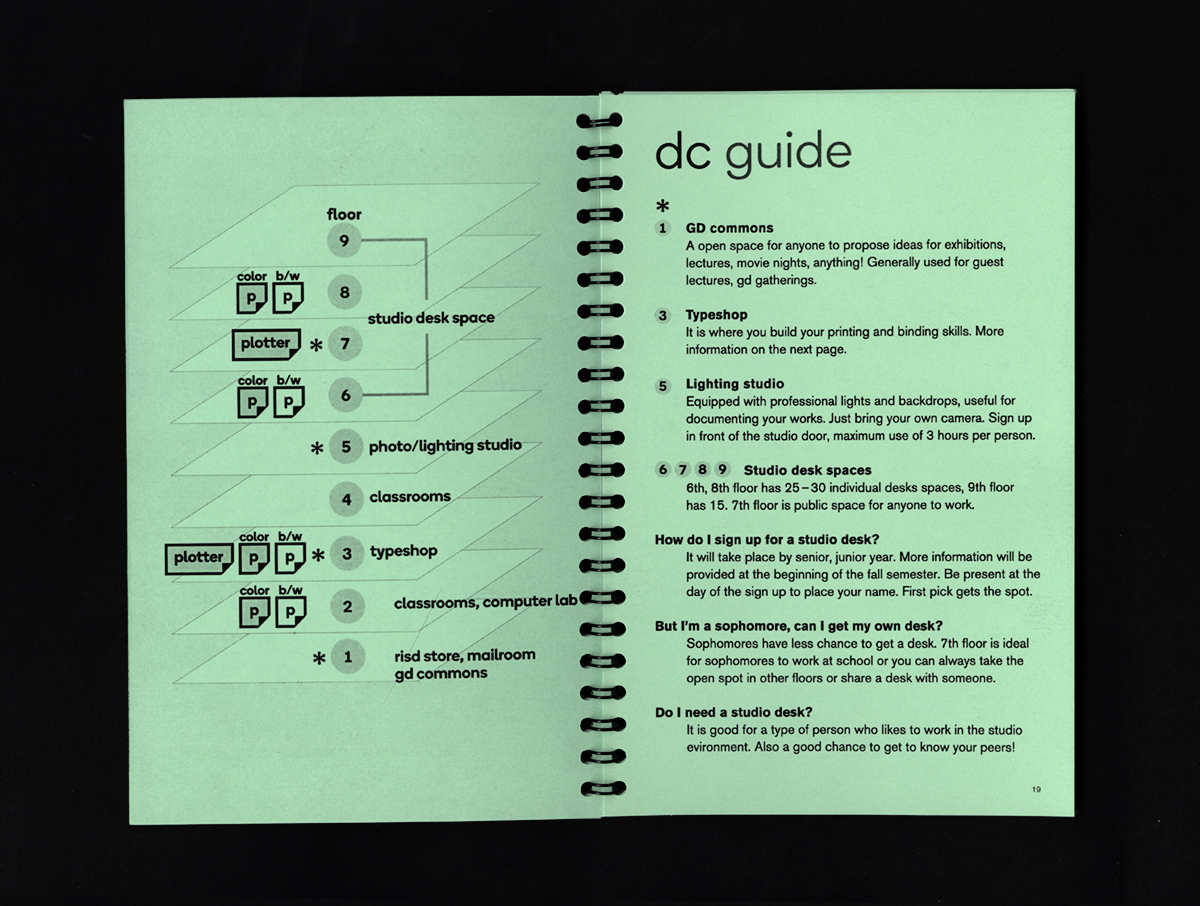 floor
9
color b/w
p p 8
studio desk space
plotter * 7
color b/w
p p 6
* 5 photo/lighting studio
4 classrooms
color b/w
plotter p p * 3 typeshop
color b/w
p p 2 classrooms, computer lab
* 1 risd store, mailroom
gd commons
dc guide
*
1 GD commons
A open space for anyone to propose ideas for exhibitions,
lectures, movie nights, anything! Generally used for guest
lectures, gd gatherings.
3 Typeshop
It is where you build your printing and binding skills. More
information on the next page.
5 Lighting studio
Equipped with professional lights and backdrops, useful for
documenting your works. Just bring your own camera. Sign up
in front of the studio door, maximum use of 3 hours per person.
6 7 8 9 Studio desk spaces
6th, 8th floor has 25–30 individual desks spaces, 9th floor
has 15. 7th floor is public space for anyone to work.
How do I sign up for a studio desk?
It will take place by senior, junior year. More information will be
provided at the beginning of the fall semester. Be present at the
day of the sign up to place your name. First pick gets the spot.
But I'm a sophomore, can I get my own desk?
Sophomores have less chance to get a desk. 7th floor is ideal
for sophomores to work at school or you can always take the
open spot in other floors or share a desk with someone.
Do I need a studio desk?
It is good for a type of person who likes to work in the studio
evironment. Also a good chance to get to know your peers!
19